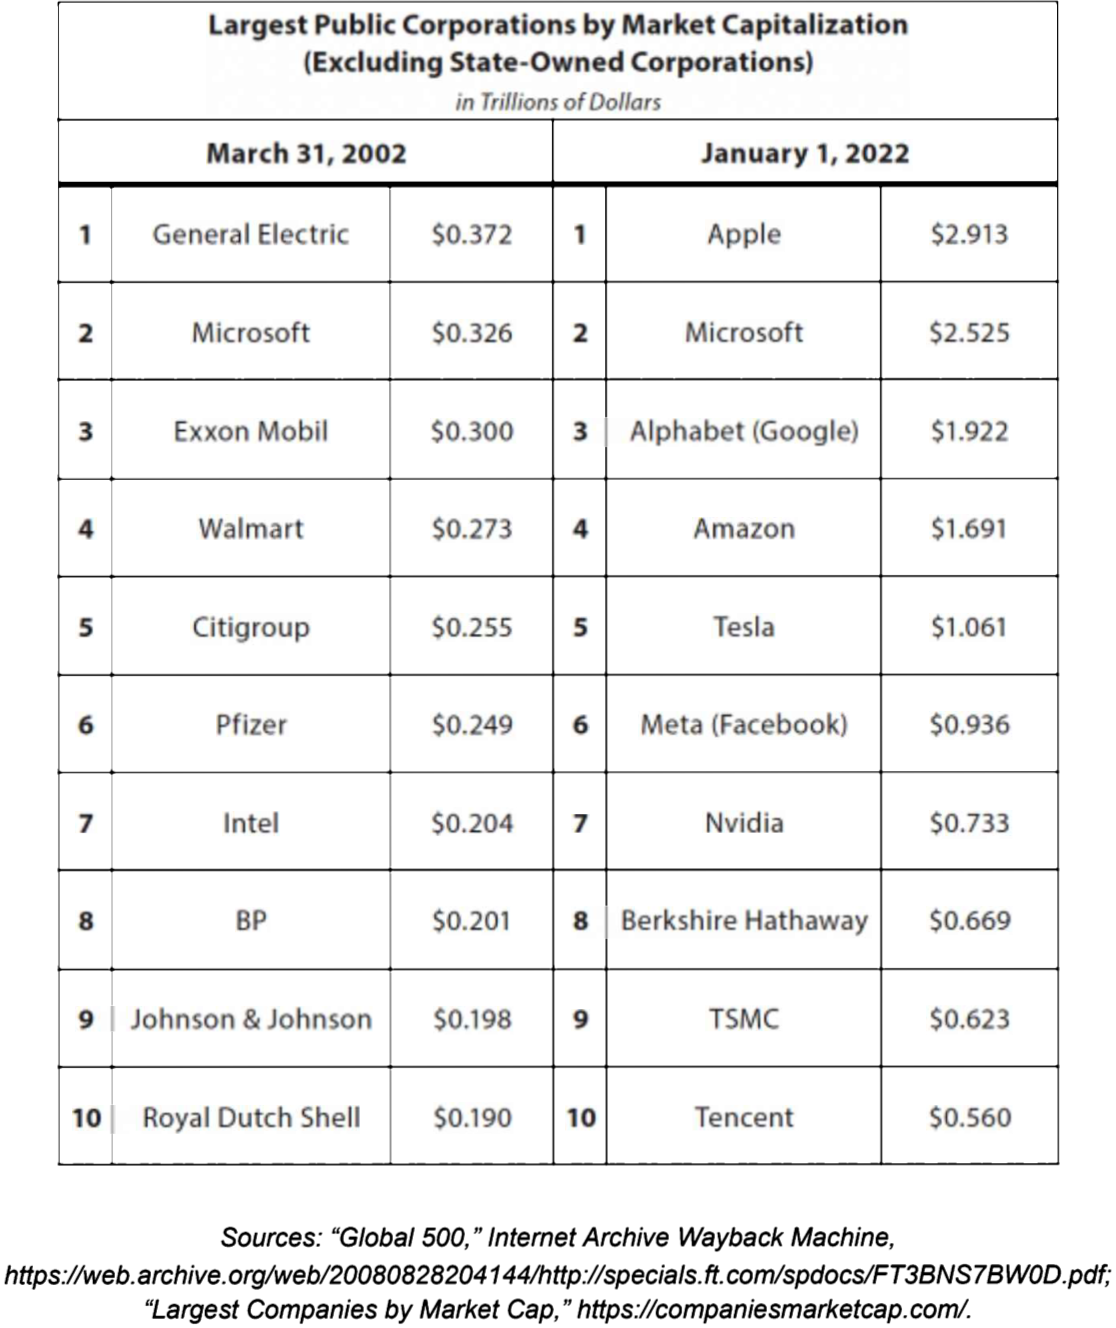 Largest Public Corporations by Market Capitalization
(Excluding State-Owned Corporations)
in Trillions of Dollars
March 31, 2002 January 1, 2022
1 General Electric $0.372 1 Apple $2.913
2 Microsoft $0.326 2 Microsoft $2.525
3 Exxon Mobil $0.300 3 Alphabet (Google) $1.922
4 Walmart $0.273 4 Amazon $1.691
5 Citigroup $0.255 5 Tesla $1.061
6 Pfizer $0.249 6 Meta (Facebook) $0.936
7 Intel $0.204 7 Nvidia $0.733
8 BP $0.201 8 Berkshire Hathaway $0.669
9 Johnson & Johnson $0.198 9 TSMC $0.623
10 Royal Dutch Shell $0.190 10 Tencent $0.560
Sources: “Global 500,” Internet Archive Wayback Machine,
https://web.archive.org/web/20080828204144/http://specials.ft.com/spdocs/FT3BNS7BW0D.pdf;
“Largest Companies by Market Cap,” https://companiesmarketcap.com/.